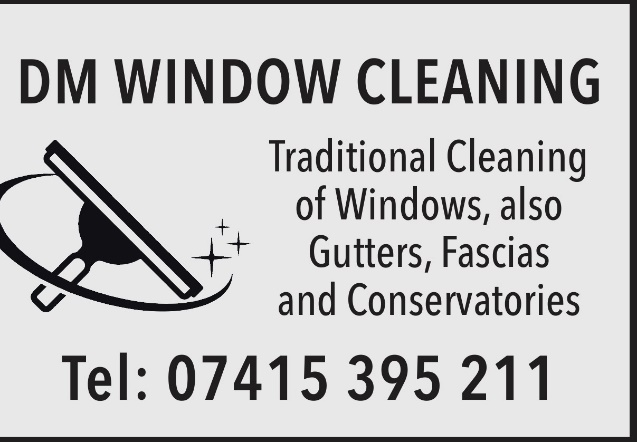 DM WINDOW CLEANING
Traditional Cleaning
of Windows, also
Gutters, Fascias
and Conservatories
Tel: 07415 395 211